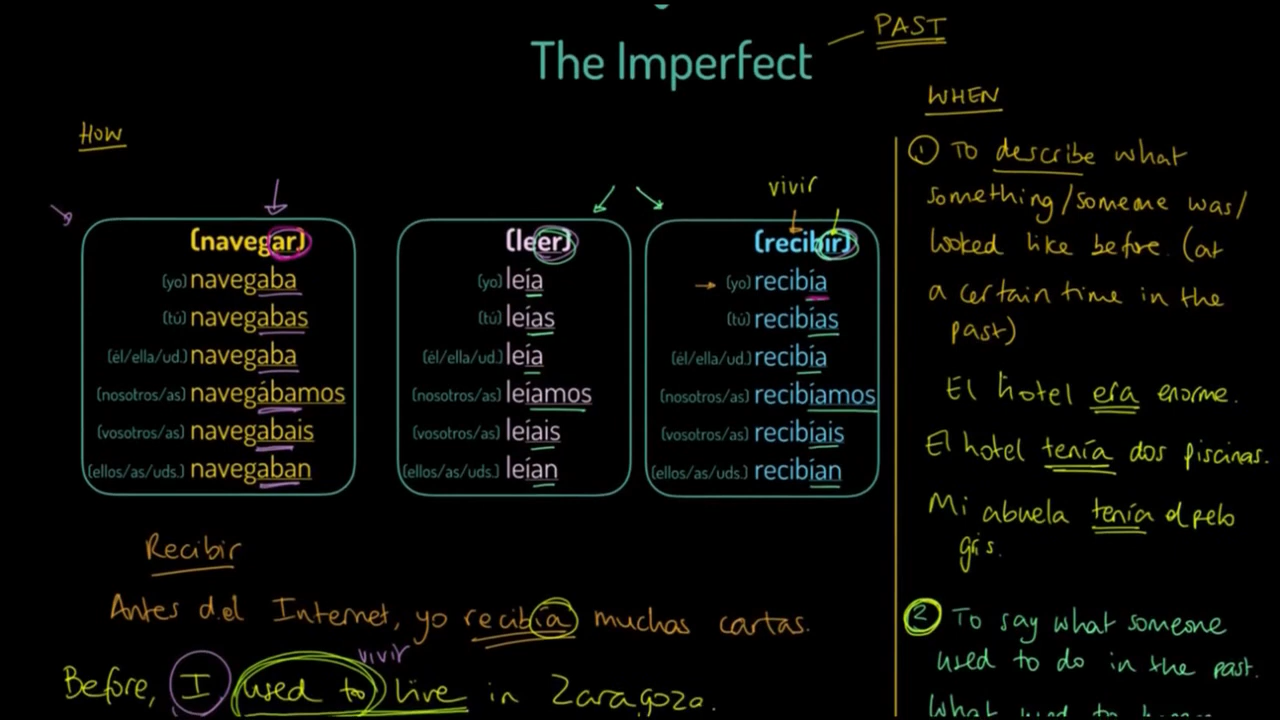 The Imperfect
PAST
HOW
(navegar)
(yo) navegaba
(tú) navegabas
(él/ella/ud.) navegaba
(nosotros/as) navegábamos
(vosotros/as) navegabais
(ellos/as/uds.) navegaban
(leer)
(yo) leía
(tú) leías
(él/ella/ud.) leía
(nosotros/as) leíamos
(vosotros/as) leíais
(ellos/as/uds.) leían
vivir
(recibir)
(yo) recibía
(tú) recibías
(él/ella/ud.) recibía
(nosotros/as) recibíamos
(vosotros/as) recibíais
(ellos/as/uds.) recibían
Recibir
Antes del Internet, yo recibía muchas cartas.
vivir
Before, I used to live in Zaragoza.
WHEN
1 To describe what
something/someone was/
looked like before. (at
a certain time in the
past)
El hotel era enorme.
El hotel tenía dos piscinas.
Mi abuela tenía el pelo
gris.
2 To say what someone
used to do in the past.
What used to